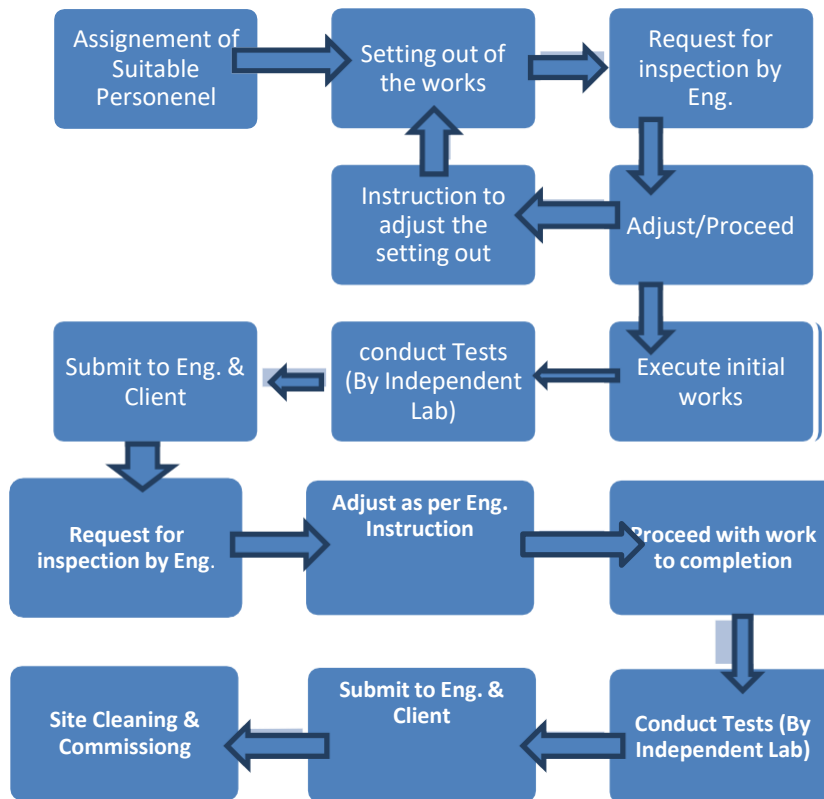 Assignement of
Suitable
Personenel
Setting out of
the works
Request for
inspection by
Eng.
Instruction to
adjust the
setting out
Adjust/Proceed
Submit to Eng. &
Client
conduct Tests
(By Independent
Lab)
Execute initial
works
Request for
inspection by Eng.
Adjust as per Eng.
Instruction
Proceed with work
to completion
Site Cleaning &
Commissiong
Submit to Eng. &
Client
Conduct Tests (By
Independent Lab)